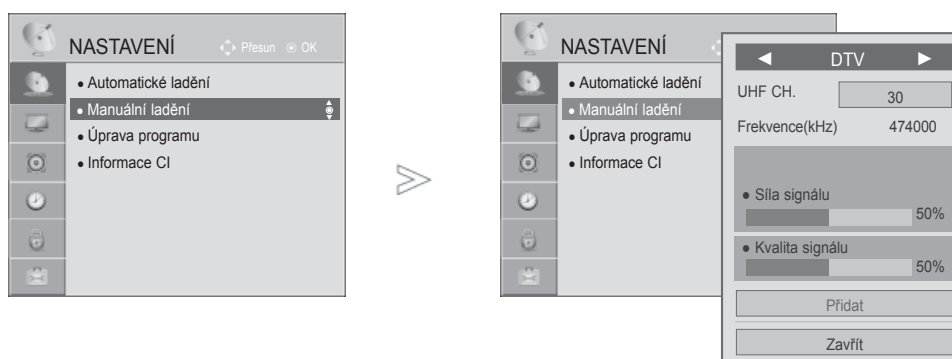 NASTAVENÍ
Přesun OK
• Automatické ladění
• Manuální ladění
• Úprava programu
• Informace CI
NASTAVENÍ
• Automatické ladění
• Manuální ladění
• Úprava programu
• Informace CI
◄ DTV ►
UHF CH. 30
Frekvence(kHz) 474000
• Síla signálu
50%
• Kvalita signálu
50%
Přidat
Zavřít